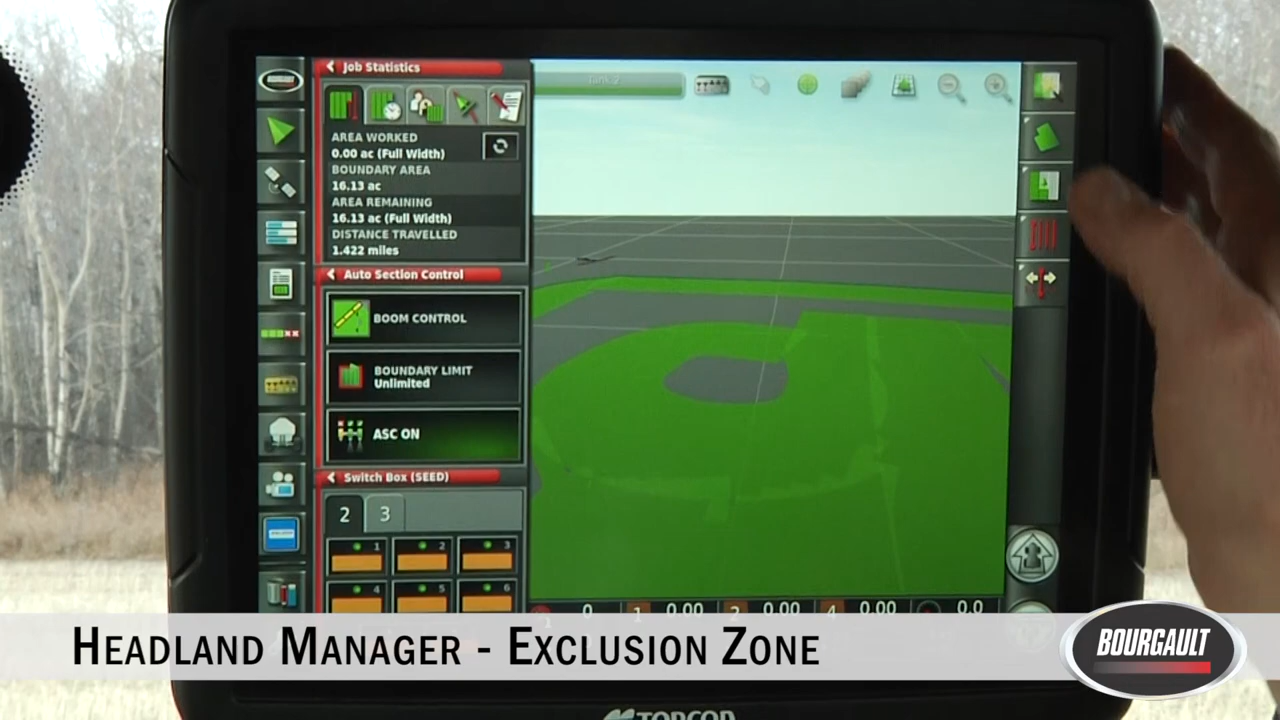 BOURGAULT
Job Statistics
AREA WORKED
0.00 ac (Full Width)
BOUNDARY AREA
16.13 ac
AREA REMAINING
16.13 ac (Full Width)
DISTANCE TRAVELLED
1.422 miles
Auto Section Control
BOOM CONTROL
BOUNDARY LIMIT
Unlimited
ASC ON
Switch Box (SEED)
2 3
1 2 3
4 5 6
0 1 0.00 2 0.00 4 0.00 0.0
HEADLAND MANAGER - EXCLUSION ZONE
BOURGAULT
TOPCON